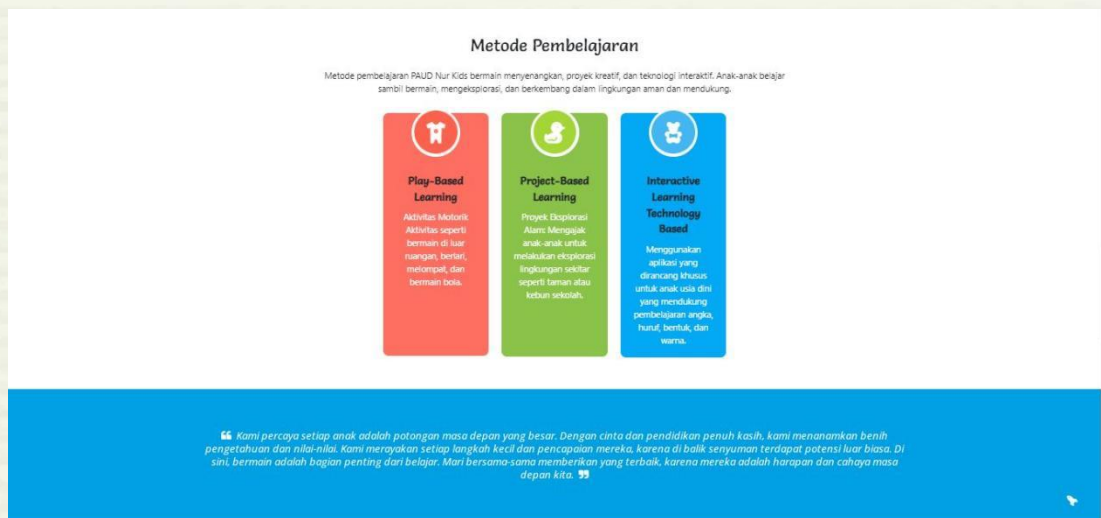 Metode Pembelajaran
Metode pembelajaran PAUD Nur Kids bermain menyenangkan, proyek kreatif, dan teknologi interaktif. Anak-anak belajar
sambil bermain, mengeksplorasi, dan berkembang dalam lingkungan aman dan mendukung.
Play-Based
Learning
Aktivitas Motorik
Aktivitas seperti
bermain di luar
ruangan, berlari,
melompat, dan
bermain bola.
Project-Based
Learning
Proyek Eksplorasi
Alam: Mengajak
anak-anak untuk
melakukan eksplorasi
lingkungan sekitar
seperti taman atau
kebun sekolah.
Interactive
Learning
Technology
Based
Menggunakan
aplikasi yang
dirancang khusus
untuk anak usia dini
yang mendukung
pembelajaran angka,
huruf, bentuk, dan
warna.
❝ Kami percaya setiap anak adalah potongan masa depan yang besar. Dengan cinta dan pendidikan penuh kasih, kami menanamkan benih
pengetahuan dan nilai-nilai. Kami merayakan setiap langkah kecil dan pencapaian mereka, karena di balik senyuman terdapat potensi luar biasa. Di
sini, bermain adalah bagian penting dari belajar. Mari bersama-sama memberikan yang terbaik, karena mereka adalah harapan dan cahaya masa
depan kita. ❞